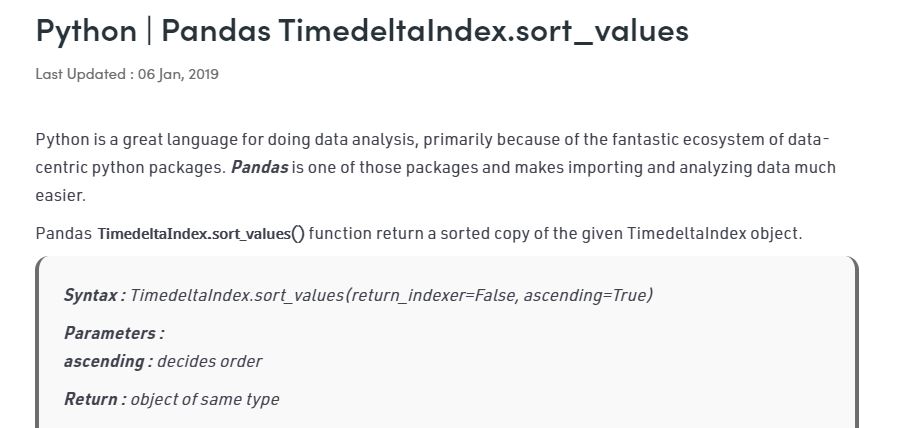 Python | Pandas TimedeltaIndex.sort_values
Last Updated : 06 Jan, 2019
Python is a great language for doing data analysis, primarily because of the fantastic ecosystem of data-
centric python packages. Pandas is one of those packages and makes importing and analyzing data much
easier.
Pandas TimedeltaIndex.sort_values() function return a sorted copy of the given TimedeltaIndex object.
Syntax : TimedeltaIndex.sort_values(return_indexer=False, ascending=True)
Parameters :
ascending : decides order
Return : object of same type